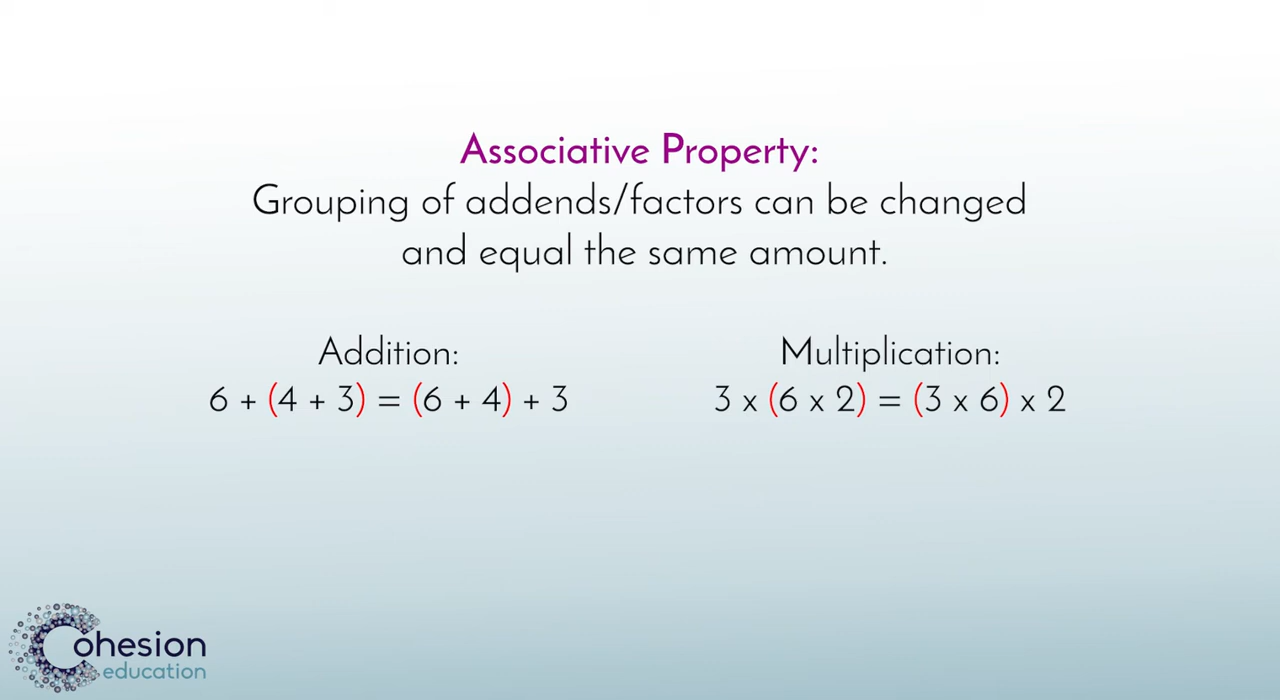 Associative Property:
Grouping of addends/factors can be changed
and equal the same amount.
Addition:
6 + (4 + 3) = (6 + 4) + 3
Multiplication:
3 x (6 x 2) = (3 x 6) x 2
Cohesion
education